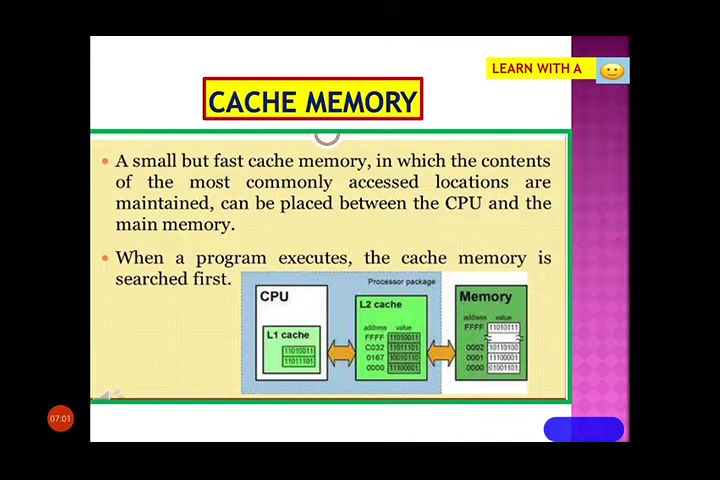 LEARN WITH A
CACHE MEMORY
• A small but fast cache memory, in which the contents
of the most commonly accessed locations are
maintained, can be placed between the CPU and the
main memory.
• When a program executes, the cache memory is
searched first.
Processor package
CPU
L1 cache
11010011
11011101
L2 cache
address value
FFFF 11010011
C032 11011101
0167 10010110
0000 11100001
Memory
address value
FFFF 11010111
0002 10110100
0001 11100001
0000 01001101
07:01